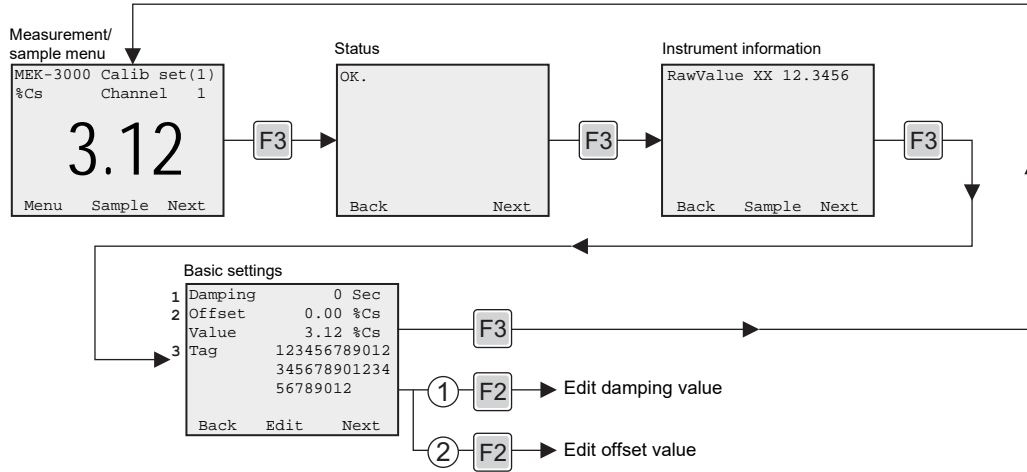 Measurement/
sample menu
MEK-3000 Calib set(1)
%Cs Channel 1
3.12
Menu Sample Next
F3
Status
OK.
Back Next
F3
Instrument information
RawValue XX 12.3456
Back Sample Next
F3
Basic settings
1 Damping 0 Sec
2 Offset 0.00 %Cs
Value 3.12 %Cs
3 Tag 123456789012
345678901234
56789012
Back Edit Next
F3
1 F2 Edit damping value
2 F2 Edit offset value